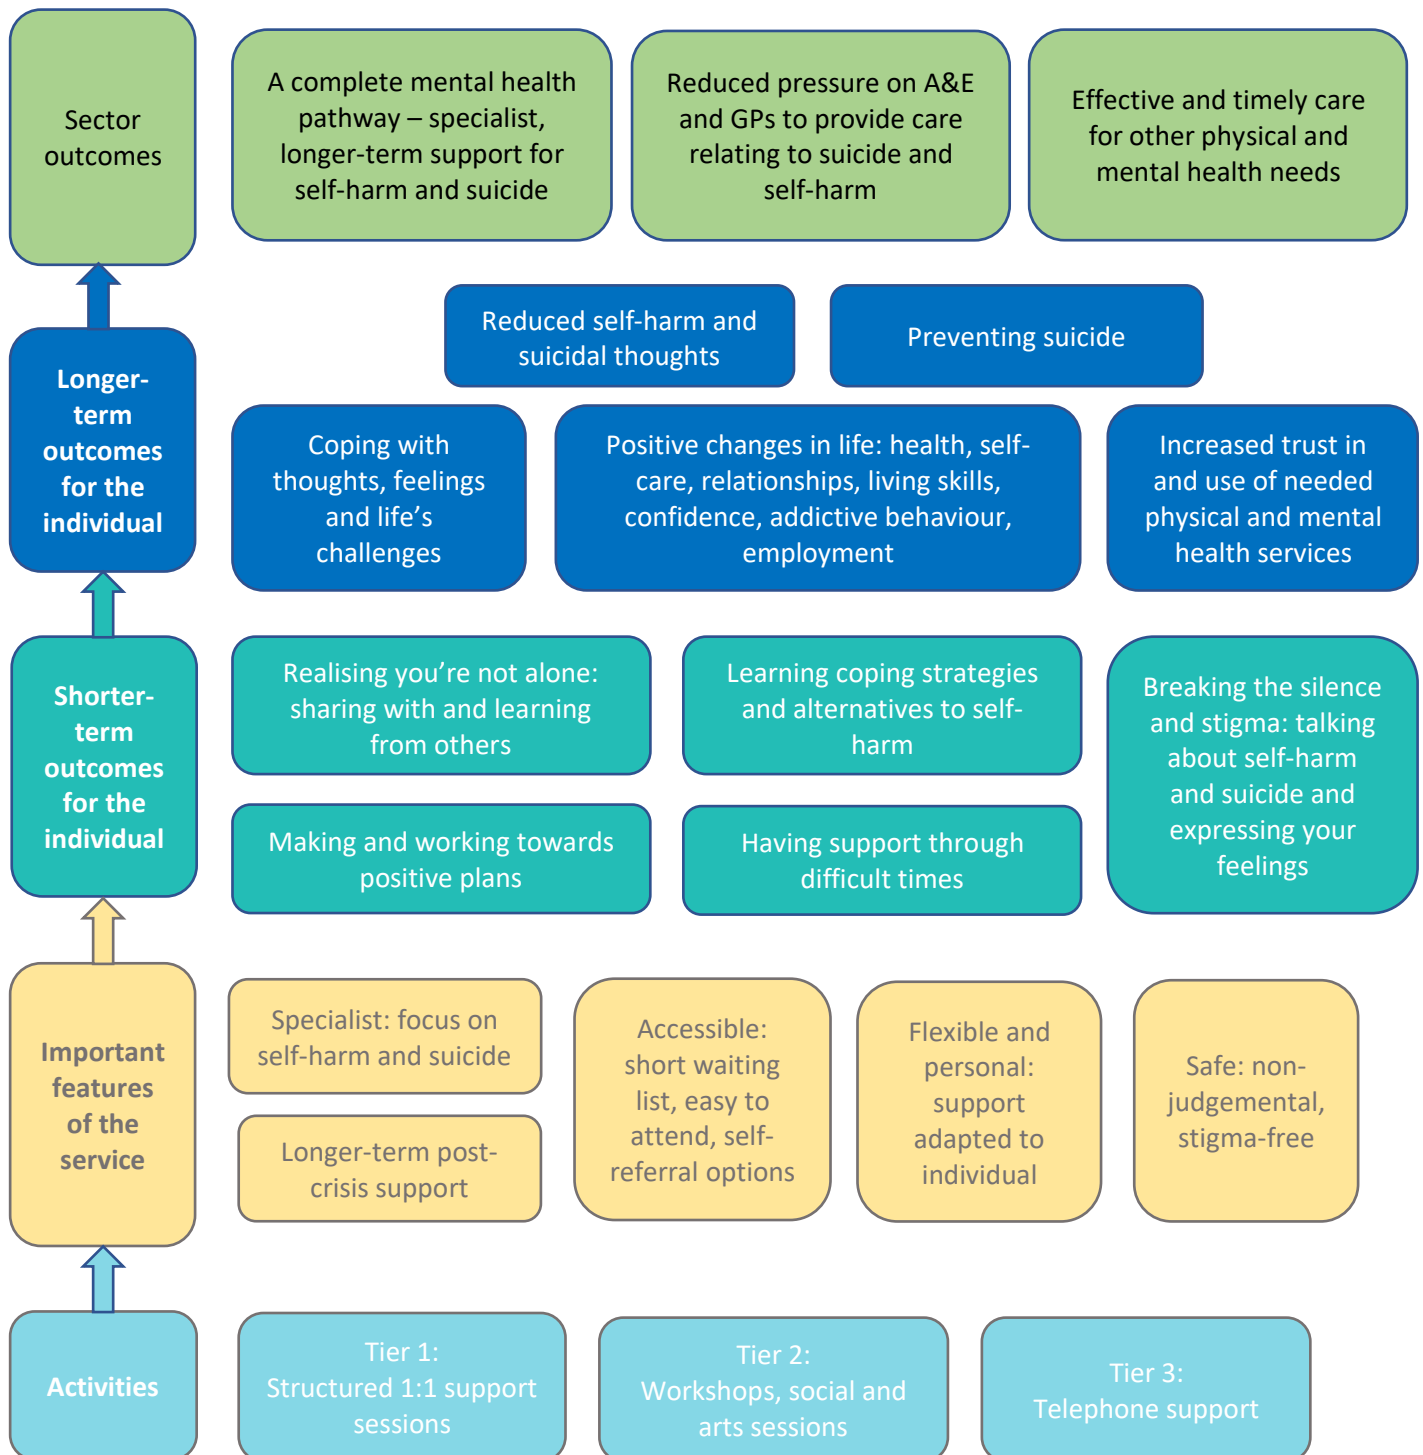 Sector
outcomes
A complete mental health
pathway – specialist,
longer-term support for
self-harm and suicide
Reduced pressure on A&E
and GPs to provide care
relating to suicide and
self-harm
Effective and timely care
for other physical and
mental health needs
Longer-
term
outcomes
for the
individual
Reduced self-harm and
suicidal thoughts
Preventing suicide
Coping with
thoughts, feelings
and life’s
challenges
Positive changes in life: health, self-
care, relationships, living skills,
confidence, addictive behaviour,
employment
Increased trust in
and use of needed
physical and mental
health services
Shorter-
term
outcomes
for the
individual
Realising you’re not alone:
sharing with and learning
from others
Learning coping strategies
and alternatives to self-
harm
Breaking the silence
and stigma: talking
about self-harm
and suicide and
expressing your
feelings
Making and working towards
positive plans
Having support through
difficult times
Important
features
of the
service
Specialist: focus on
self-harm and suicide
Longer-term post-
crisis support
Accessible:
short waiting
list, easy to
attend, self-
referral options
Flexible and
personal:
support
adapted to
individual
Safe: non-
judgemental,
stigma-free
Activities
Tier 1:
Structured 1:1 support
sessions
Tier 2:
Workshops, social and
arts sessions
Tier 3:
Telephone support